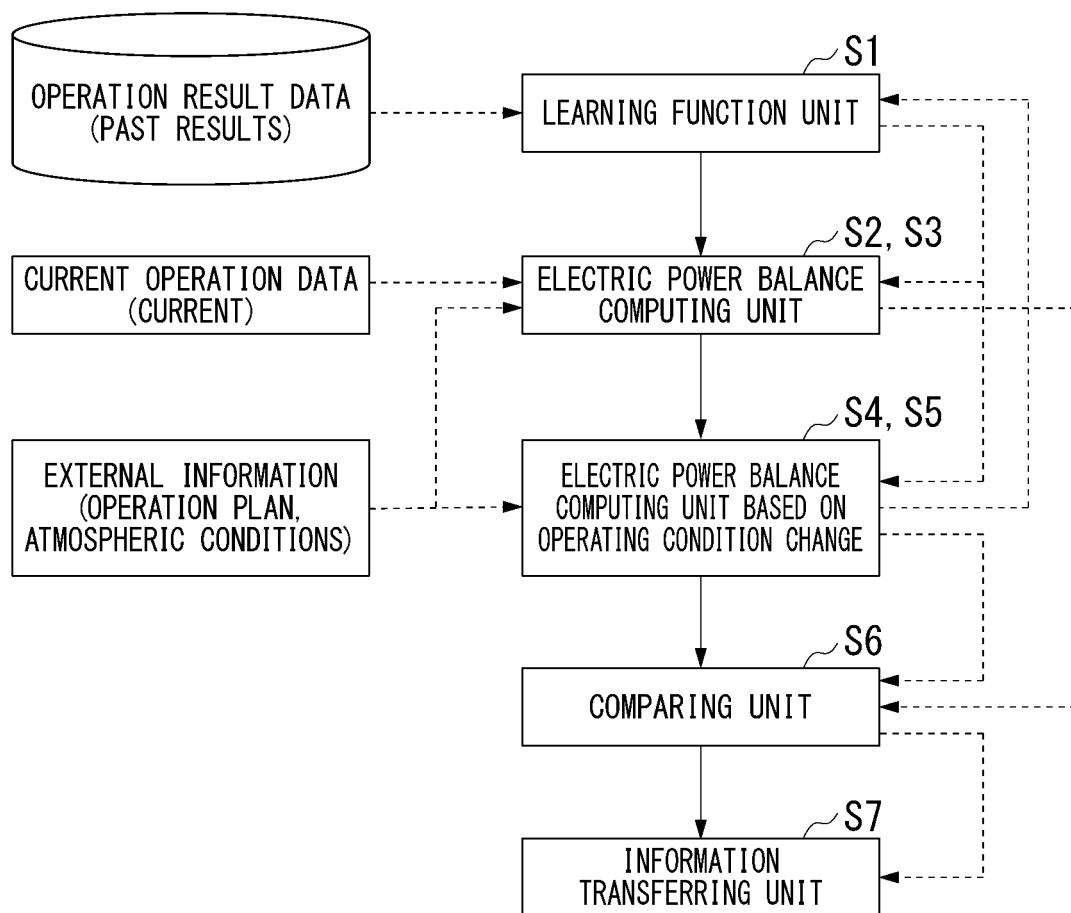 S1
OPERATION RESULT DATA
(PAST RESULTS)
LEARNING FUNCTION UNIT
S2, S3
CURRENT OPERATION DATA
(CURRENT)
ELECTRIC POWER BALANCE
COMPUTING UNIT
S4, S5
EXTERNAL INFORMATION
(OPERATION PLAN,
ATMOSPHERIC CONDITIONS)
ELECTRIC POWER BALANCE
COMPUTING UNIT BASED ON
OPERATING CONDITION CHANGE
S6
COMPARING UNIT
S7
INFORMATION
TRANSFERRING UNIT